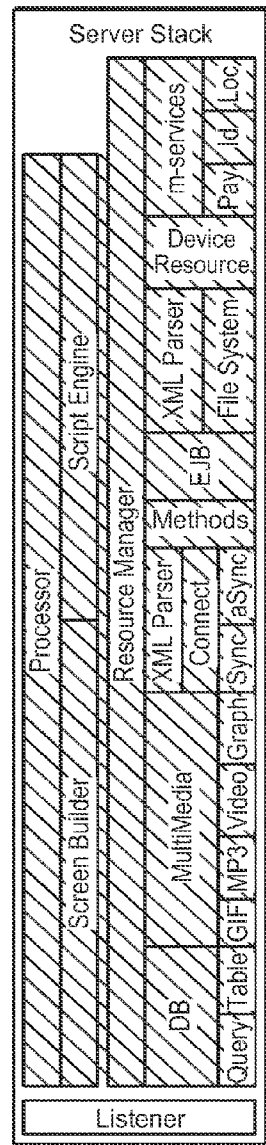 Server Stack
Listener
Processor
Screen Builder
Script Engine
Resource Manager
DB
MultiMedia
XML Parser
Connect
Methods
EJB
XML Parser
File System
Device
Resource
m-services
Query
Table
GIF
MP3
Video
Graph
Sync
aSync
Pay
id
Loc